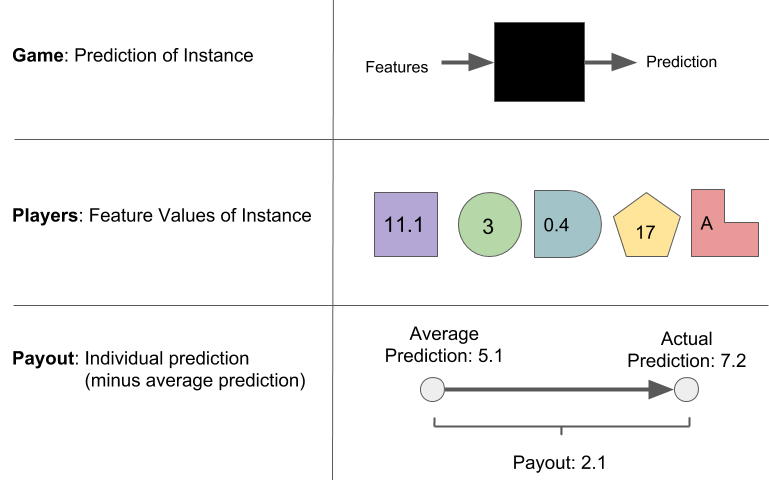 Game: Prediction of Instance
Features
Prediction
Players: Feature Values of Instance
11.1
3
0.4
17
A
Payout: Individual prediction
(minus average prediction)
Average
Prediction: 5.1
Actual
Prediction: 7.2
Payout: 2.1